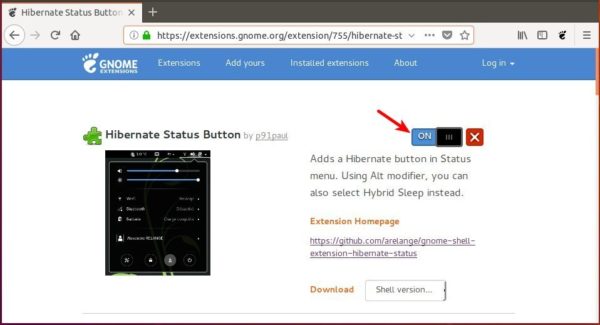 Hibernate Status Button
https://extensions.gnome.org/extension/755/hibernate-st
GNOME
EXTENSIONS
Extensions
Add yours
Installed extensions
About
Log in
Hibernate Status Button by p91paul
ON
Adds a Hibernate button in Status
menu. Using Alt modifier, you can
also select Hybrid Sleep instead.
Extension Homepage
https://github.com/arelange/gnome-shell-
extension-hibernate-status
Download
Shell version...